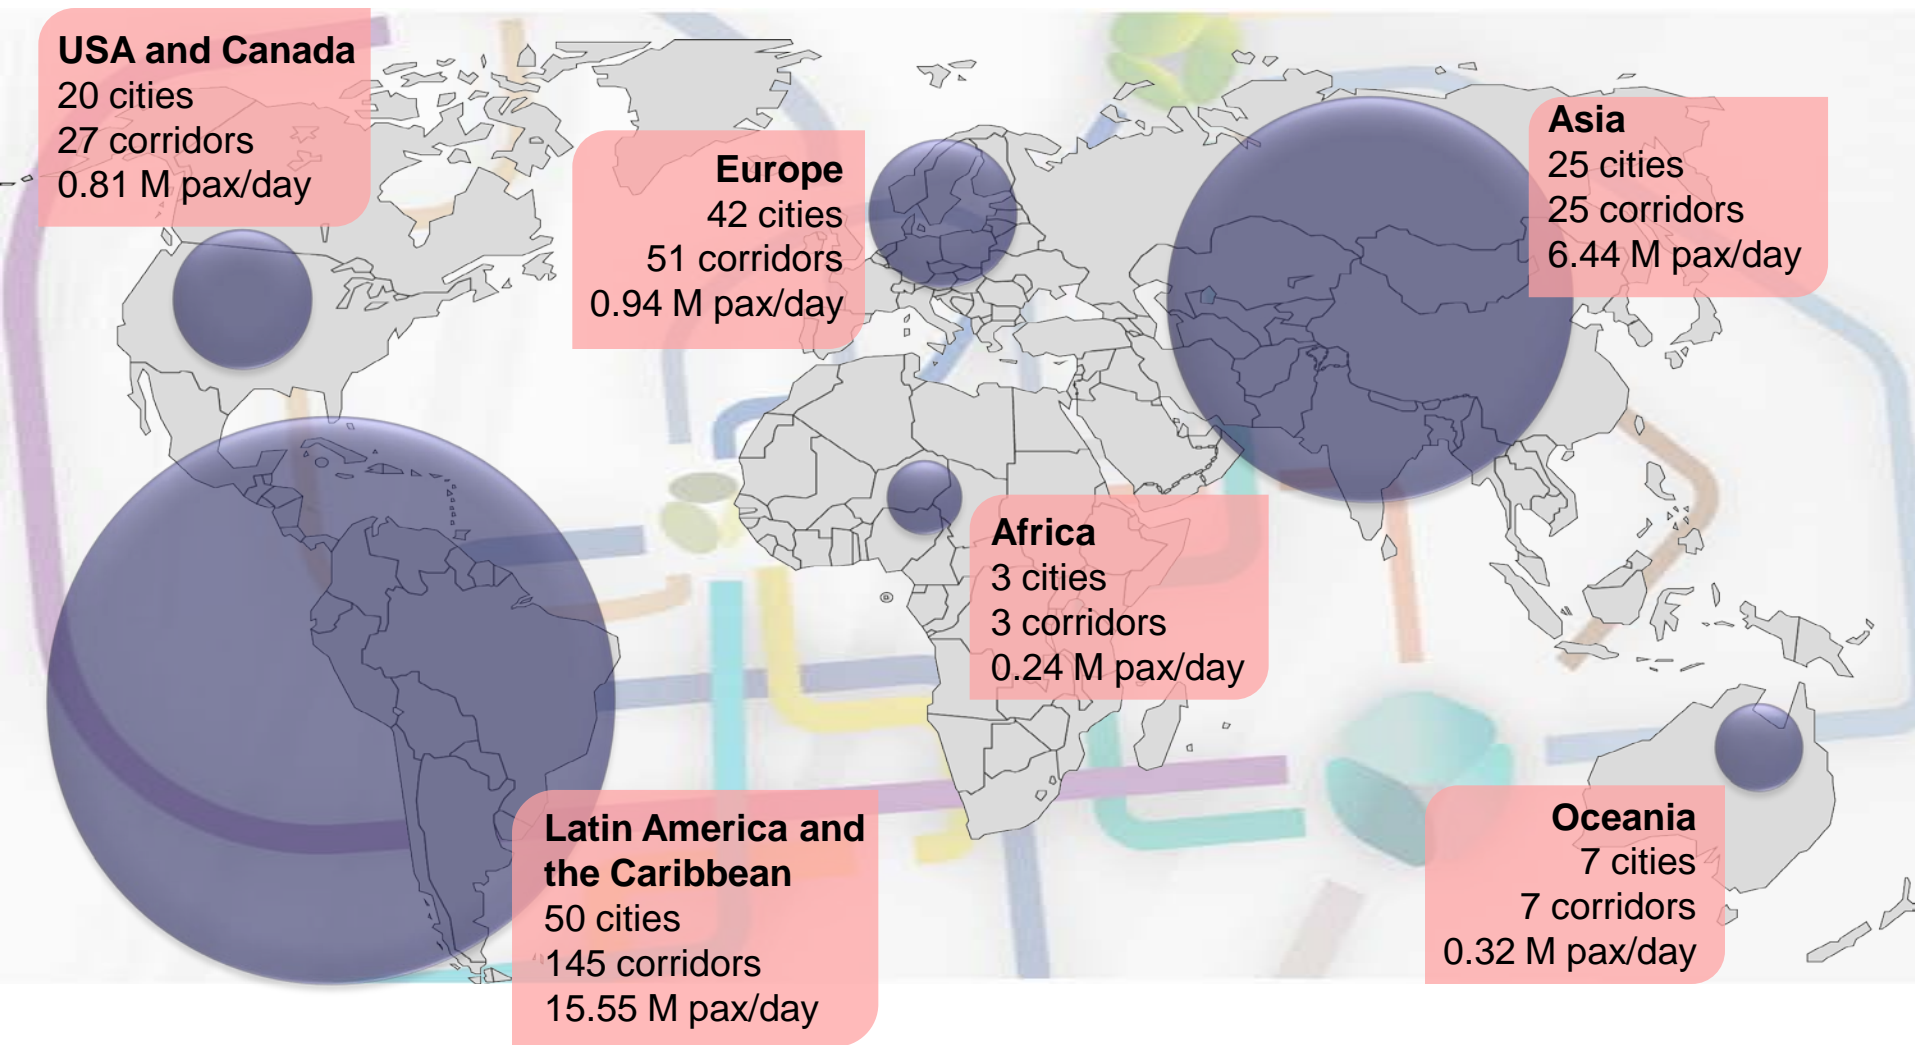 USA and Canada
20 cities
27 corridors
0.81 M pax/day
Europe
42 cities
51 corridors
0.94 M pax/day
Asia
25 cities
25 corridors
6.44 M pax/day
Africa
3 cities
3 corridors
0.24 M pax/day
Latin America and
the Caribbean
50 cities
145 corridors
15.55 M pax/day
Oceania
7 cities
7 corridors
0.32 M pax/day